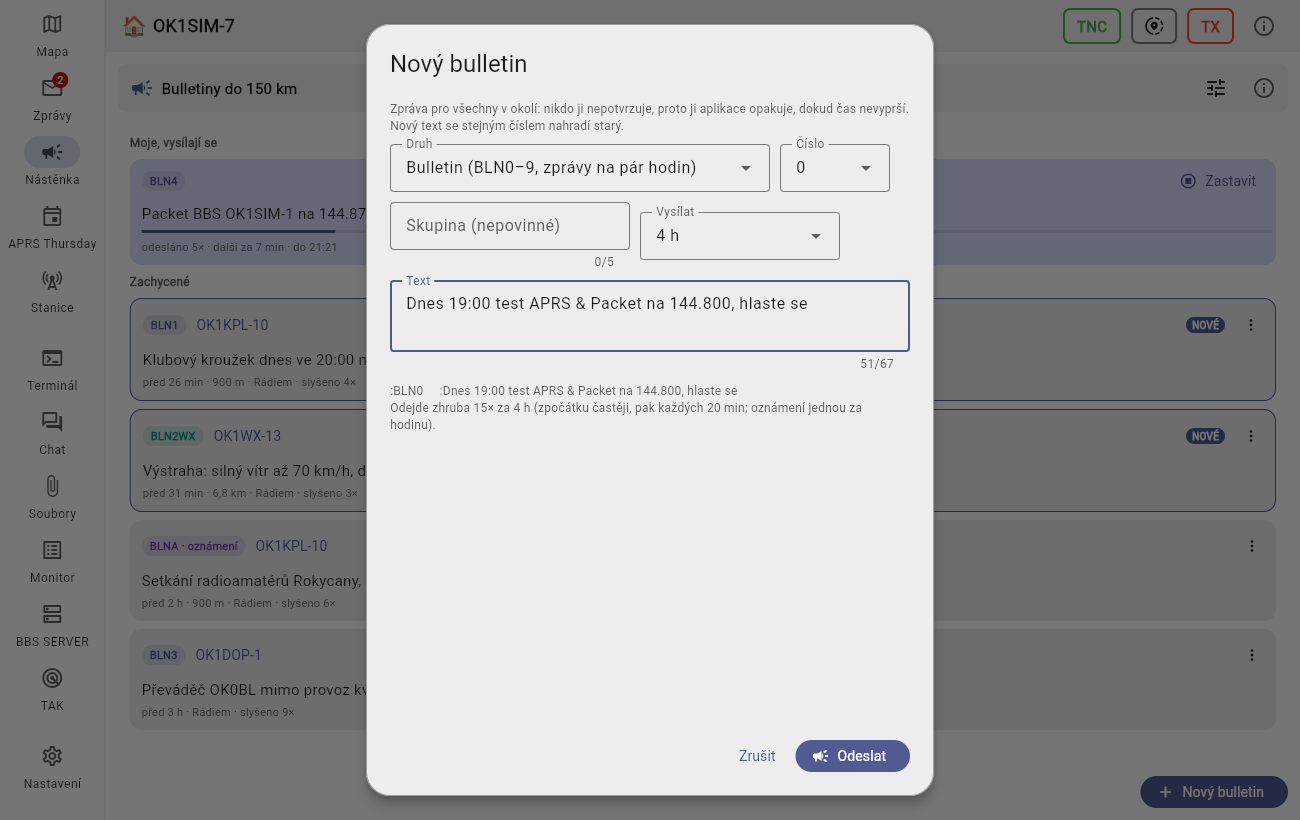 Mapa
2
Zprávy
Nástěnka
APRS Thursday
Stanice
Terminál
Chat
Soubory
Monitor
BBS SERVER
TAK
Nastavení
OK1SIM-7
TNC
TX
Bulletiny do 150 km
Moje, vysílají se
BLN4
Zastavit
Packet BBS OK1SIM-1 na 144.87
odesláno 5× · další za 7 min · do 21:21
Zachycené
BLN1 OK1KPL-10
NOVÉ
Klubový kroužek dnes ve 20:00 n
před 26 min · 900 m · Rádiem · slyšeno 4×
BLN2WX OK1WX-13
NOVÉ
Výstraha: silný vítr až 70 km/h, d
před 31 min · 6,8 km · Rádiem · slyšeno 3×
BLNA · oznámení OK1KPL-10
Setkání radioamatérů Rokycany,
před 2 h · 900 m · Rádiem · slyšeno 6×
BLN3 OK1DOP-1
Převáděč OK0BL mimo provoz kv
před 3 h · Rádiem · slyšeno 9×
Nový bulletin
Nový bulletin
Zpráva pro všechny v okolí: nikdo ji nepotvrzuje, proto ji aplikace opakuje, dokud čas nevyprší.
Nový text se stejným číslem nahradí starý.
Druh
Bulletin (BLN0–9, zprávy na pár hodin)
Číslo
0
Skupina (nepovinné)
0/5
Vysílat
4 h
Text
Dnes 19:00 test APRS & Packet na 144.800, hlaste se
51/67
:BLN0     :Dnes 19:00 test APRS & Packet na 144.800, hlaste se
Odejde zhruba 15× za 4 h (zpočátku častěji, pak každých 20 min; oznámení jednou za
hodinu).
Zrušit
Odeslat